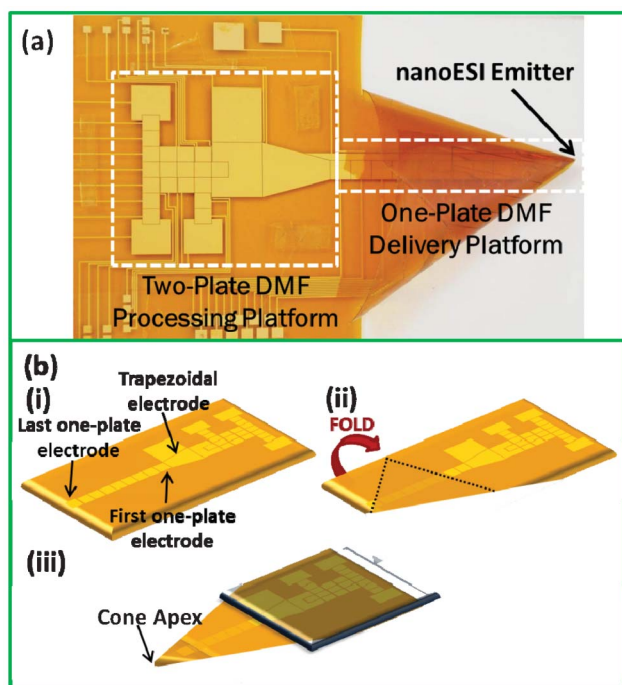 (a)
nanoESI Emitter
One-Plate DMF
Delivery Platform
Two-Plate DMF
Processing Platform
(b)
(i)
Trapezoidal
electrode
Last one-plate
electrode
First one-plate
electrode
(ii)
FOLD
(iii)
Cone Apex